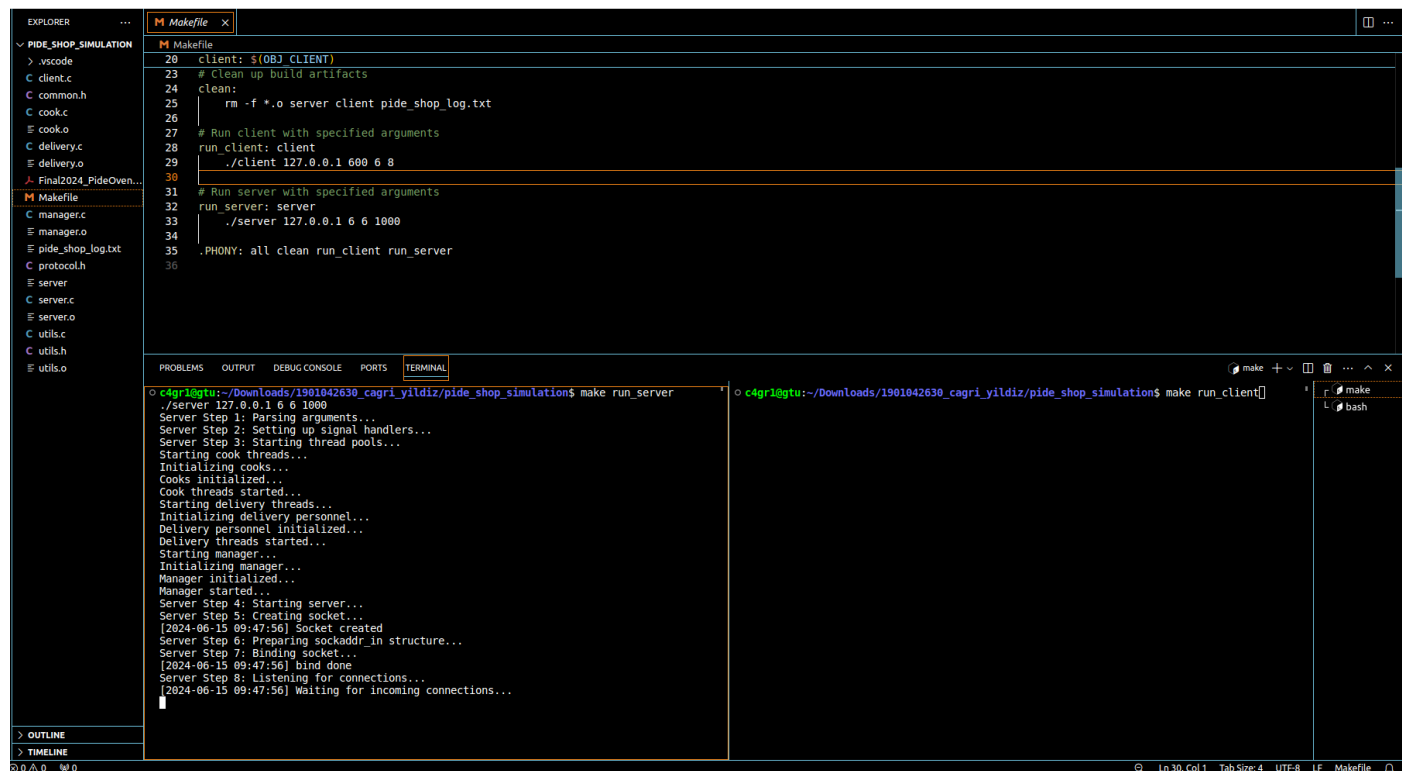 EXPLORER ···
PIDE_SHOP_SIMULATION
.vscode
C client.c
C common.h
C cook.c
cook.o
C delivery.c
delivery.o
Final2024_PideOven...
M Makefile
C manager.c
manager.o
pide_shop_log.txt
C protocol.h
server
C server.c
server.o
C utils.c
C utils.h
utils.o
OUTLINE
TIMELINE
M Makefile ×
M Makefile
20 client: $(OBJ_CLIENT)
23 # Clean up build artifacts
24 clean:
25 rm -f *.o server client pide_shop_log.txt
26
27 # Run client with specified arguments
28 run_client: client
29 ./client 127.0.0.1 600 6 8
30
31 # Run server with specified arguments
32 run_server: server
33 ./server 127.0.0.1 6 6 1000
34
35 .PHONY: all clean run_client run_server
36
PROBLEMS OUTPUT DEBUG CONSOLE PORTS TERMINAL make
c4gr1@gtu:~/Downloads/1901042630_cagri_yildiz/pide_shop_simulation$ make run_server
./server 127.0.0.1 6 6 1000
Server Step 1: Parsing arguments...
Server Step 2: Setting up signal handlers...
Server Step 3: Starting thread pools...
Starting cook threads...
Initializing cooks...
Cooks initialized...
Cook threads started...
Starting delivery threads...
Initializing delivery personnel...
Delivery personnel initialized...
Delivery threads started...
Starting manager...
Initializing manager...
Manager initialized...
Manager started...
Server Step 4: Starting server...
Server Step 5: Creating socket...
[2024-06-15 09:47:56] Socket created
Server Step 6: Preparing sockaddr_in structure...
Server Step 7: Binding socket...
[2024-06-15 09:47:56] bind done
Server Step 8: Listening for connections...
[2024-06-15 09:47:56] Waiting for incoming connections...
c4gr1@gtu:~/Downloads/1901042630_cagri_yildiz/pide_shop_simulation$ make run_client
make
bash
0 0 0 Ln 30, Col 1 Tab Size: 4 UTF-8 LF Makefile